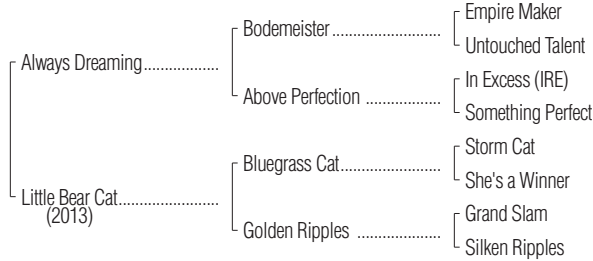 Empire Maker
Bodemeister
Untouched Talent
Always Dreaming
In Excess (IRE)
Above Perfection
Something Perfect
Storm Cat
Bluegrass Cat
She's a Winner
Little Bear Cat
(2013)
Grand Slam
Golden Ripples
Silken Ripples